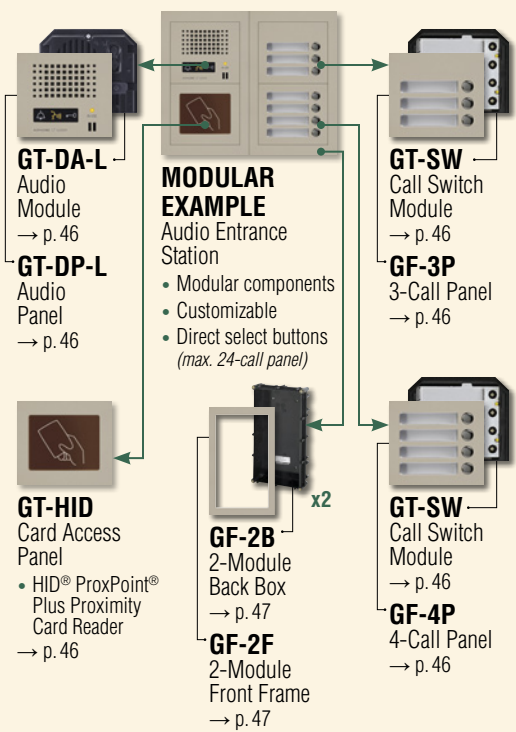 GT-DA-L
Audio
Module
→ p. 46
GT-DP-L
Audio
Panel
→ p. 46
MODULAR
EXAMPLE
Audio Entrance
Station
• Modular components
• Customizable
• Direct select buttons
(max. 24-call panel)
GT-SW
Call Switch
Module
→ p. 46
GF-3P
3-Call Panel
→ p. 46
GT-HID
Card Access
Panel
• HID® ProxPoint®
Plus Proximity
Card Reader
→ p. 46
x2
GF-2B
2-Module
Back Box
→ p. 47
GF-2F
2-Module
Front Frame
→ p. 47
GT-SW
Call Switch
Module
→ p. 46
GF-4P
4-Call Panel
→ p. 46